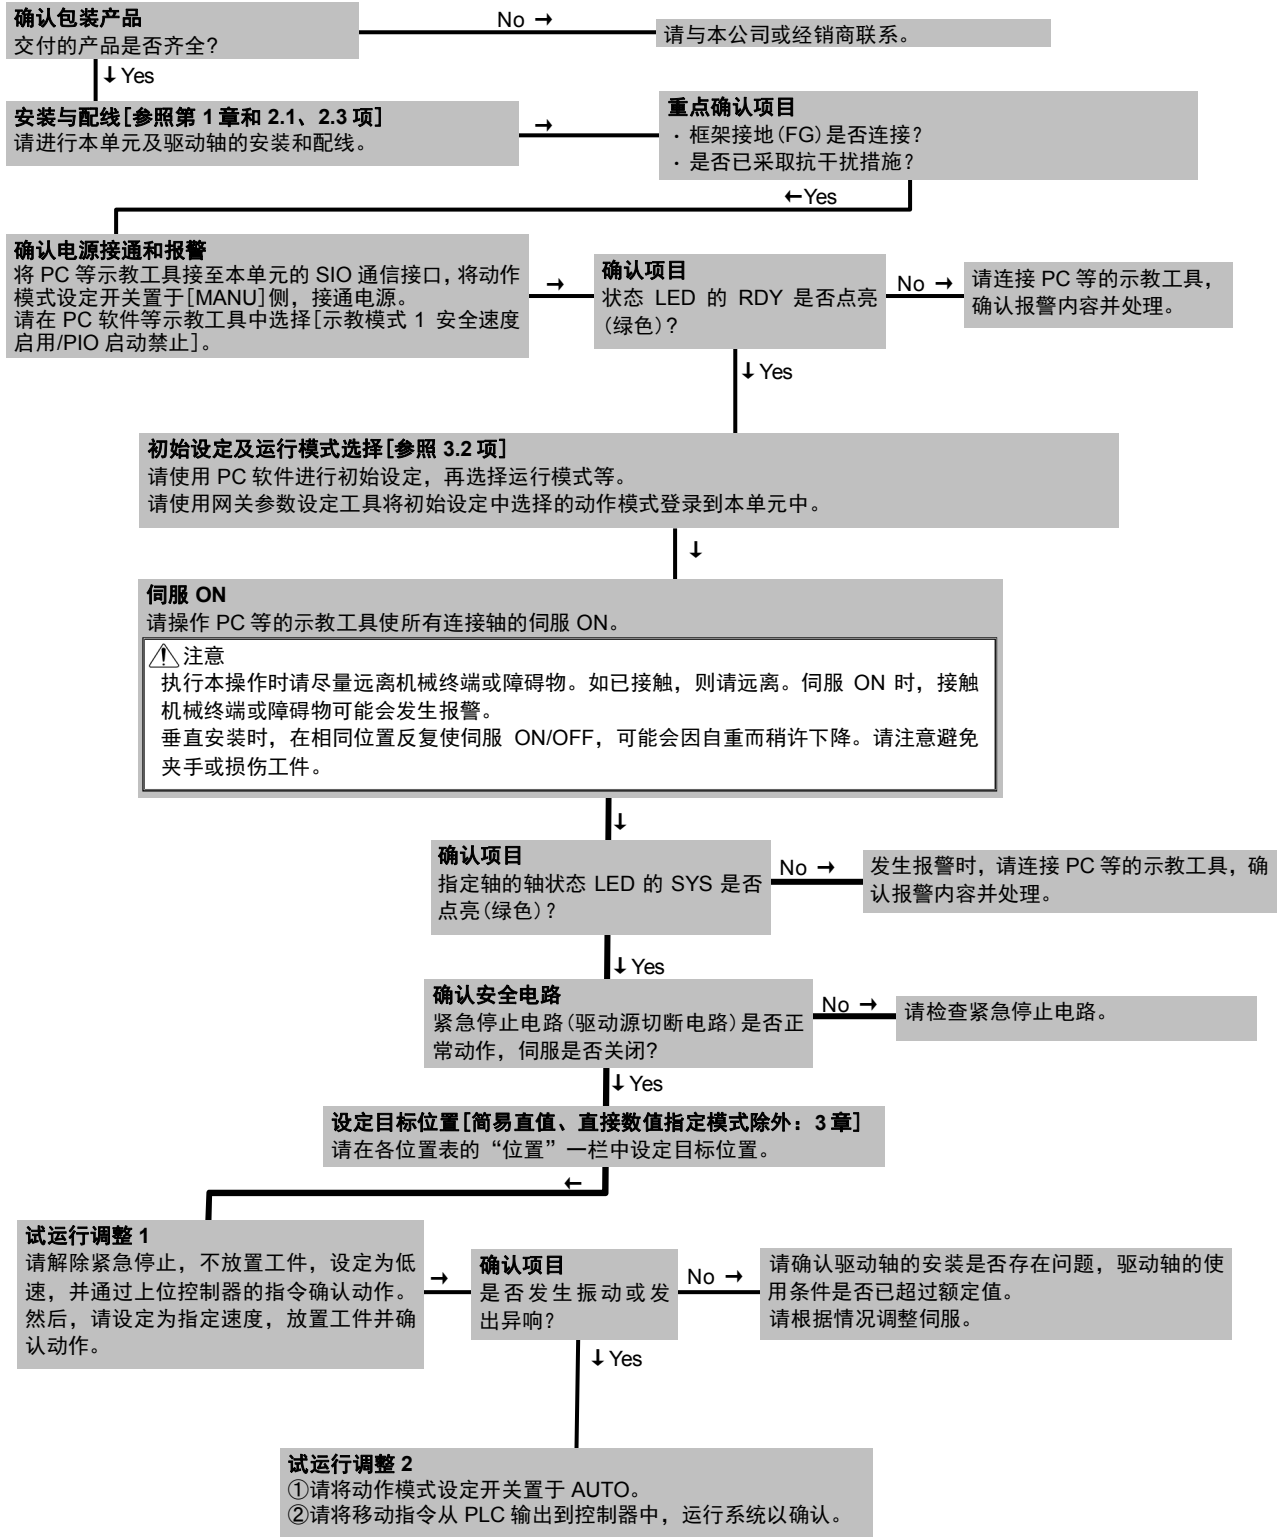 确认包装产品
交付的产品是否齐全?
No →
请与本公司或经销商联系。
↓Yes
安装与配线[参照第 1 章和 2.1、2.3 项]
请进行本单元及驱动轴的安装和配线。
→
重点确认项目
・框架接地(FG)是否连接?
・是否已采取抗干扰措施?
←Yes
确认电源接通和报警
将 PC 等示教工具接至本单元的 SIO 通信接口,将动作
模式设定开关置于[MANU]侧，接通电源。
请在 PC 软件等示教工具中选择[示教模式 1 安全速度
启用/PIO 启动禁止]。
→
确认项目
状态 LED 的 RDY 是否点亮
(绿色)?
No →
请连接 PC 等的示教工具，
确认报警内容并处理。
↓Yes
初始设定及运行模式选择[参照 3.2 项]
请使用 PC 软件进行初始设定，再选择运行模式等。
请使用网关参数设定工具将初始设定中选择的动作模式登录到本单元中。
↓
伺服 ON
请操作 PC 等的示教工具使所有连接轴的伺服 ON。
⚠注意
执行本操作时请尽量远离机械终端或障碍物。如已接触，则请远离。伺服 ON 时，接触
机械终端或障碍物可能会发生报警。
垂直安装时，在相同位置反复使伺服 ON/OFF，可能会因自重而稍许下降。请注意避免
夹手或损伤工件。
↓
确认项目
指定轴的轴状态 LED 的 SYS 是否
点亮(绿色)?
No →
发生报警时，请连接 PC 等的示教工具，确
认报警内容并处理。
↓Yes
确认安全电路
紧急停止电路(驱动源切断电路)是否正
常动作，伺服是否关闭?
No →
请检查紧急停止电路。
↓Yes
设定目标位置[简易直值、直接数值指定模式除外：3 章]
请在各位置表的“位置”一栏中设定目标位置。
←
试运行调整 1
请解除紧急停止，不放置工件，设定为低
速，并通过上位控制器的指令确认动作。
然后，请设定为指定速度，放置工件并确
认动作。
→
确认项目
是否发生振动或发
出异响?
No →
请确认驱动轴的安装是否存在问题，驱动轴的使
用条件是否已超过额定值。
请根据情况调整伺服。
↓Yes
试运行调整 2
①请将动作模式设定开关置于 AUTO。
②请将移动指令从 PLC 输出到控制器中，运行系统以确认。